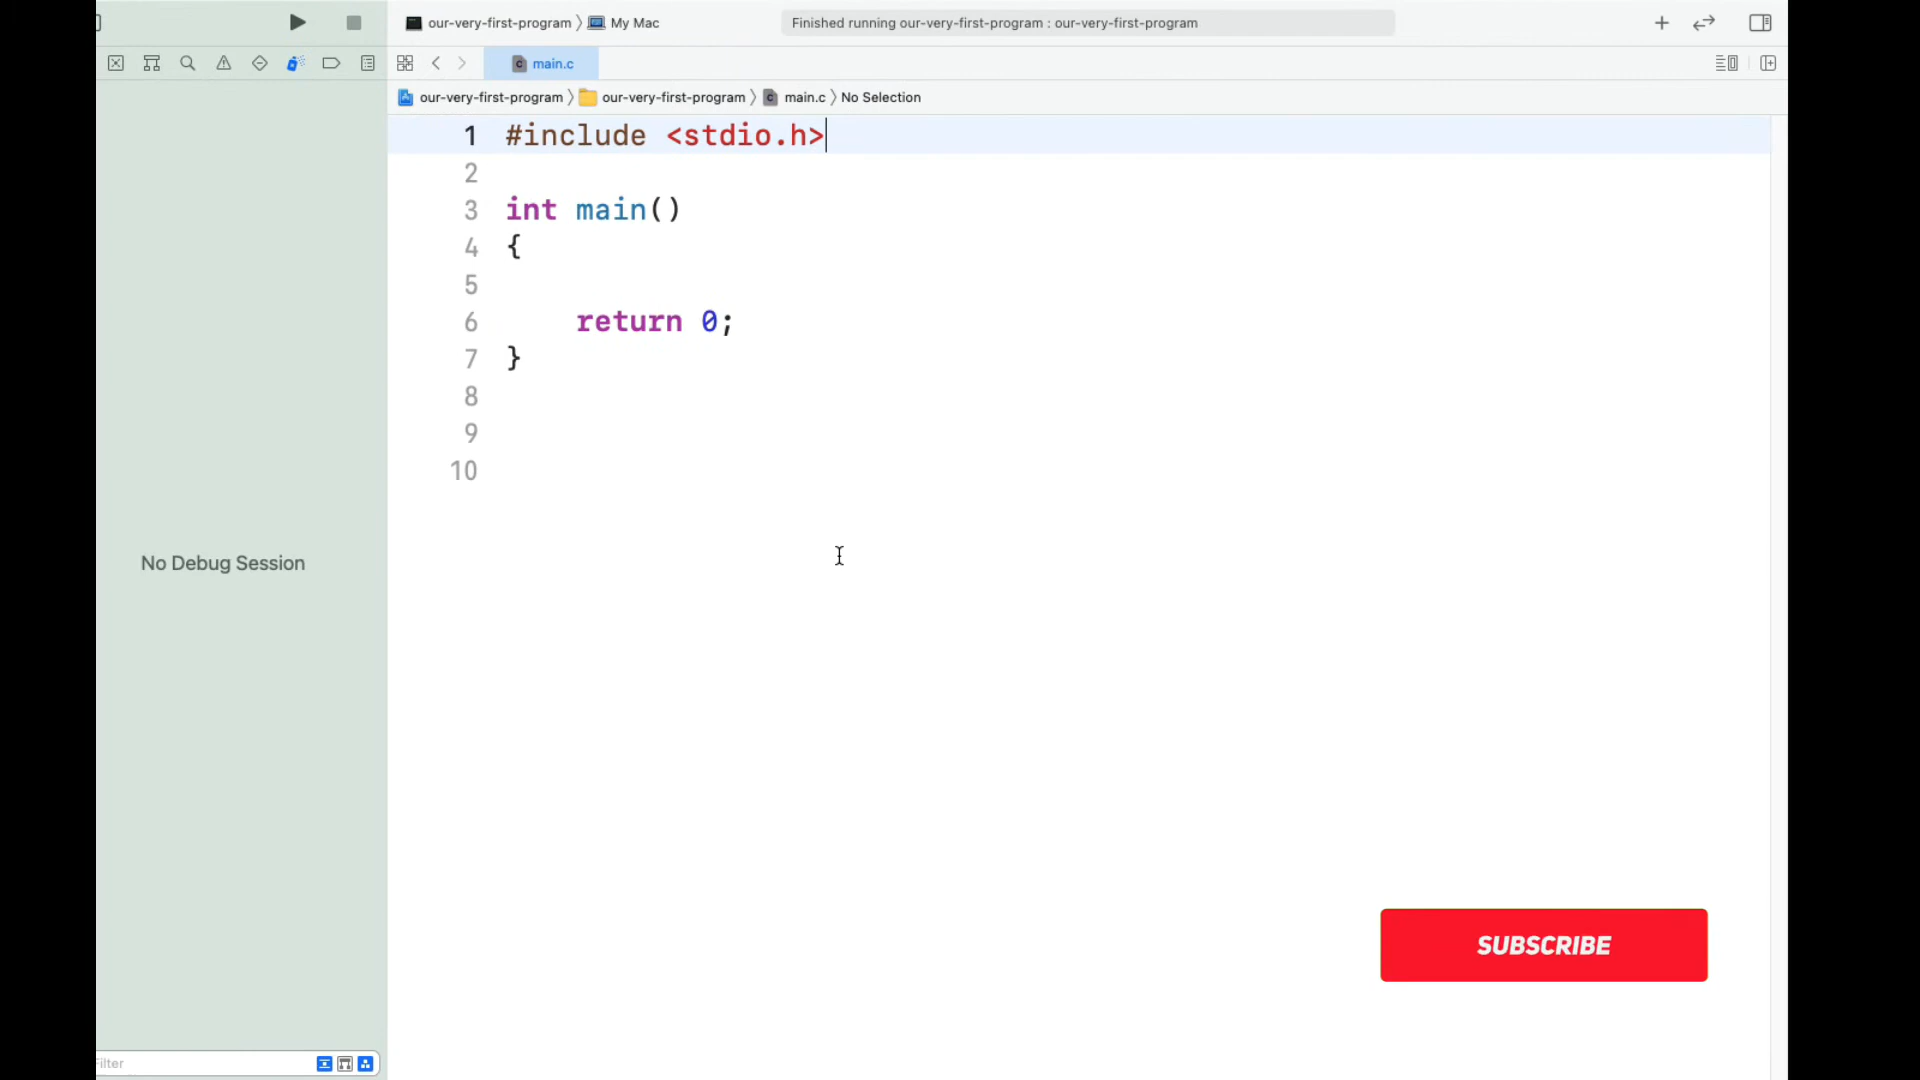 our-very-first-program 〉 My Mac
Finished running our-very-first-program : our-very-first-program
main.c
our-very-first-program 〉 our-very-first-program 〉 main.c 〉 No Selection
1 #include <stdio.h>
2
3 int main()
4 {
5
6     return 0;
7 }
8
9
10
No Debug Session
SUBSCRIBE
Filter